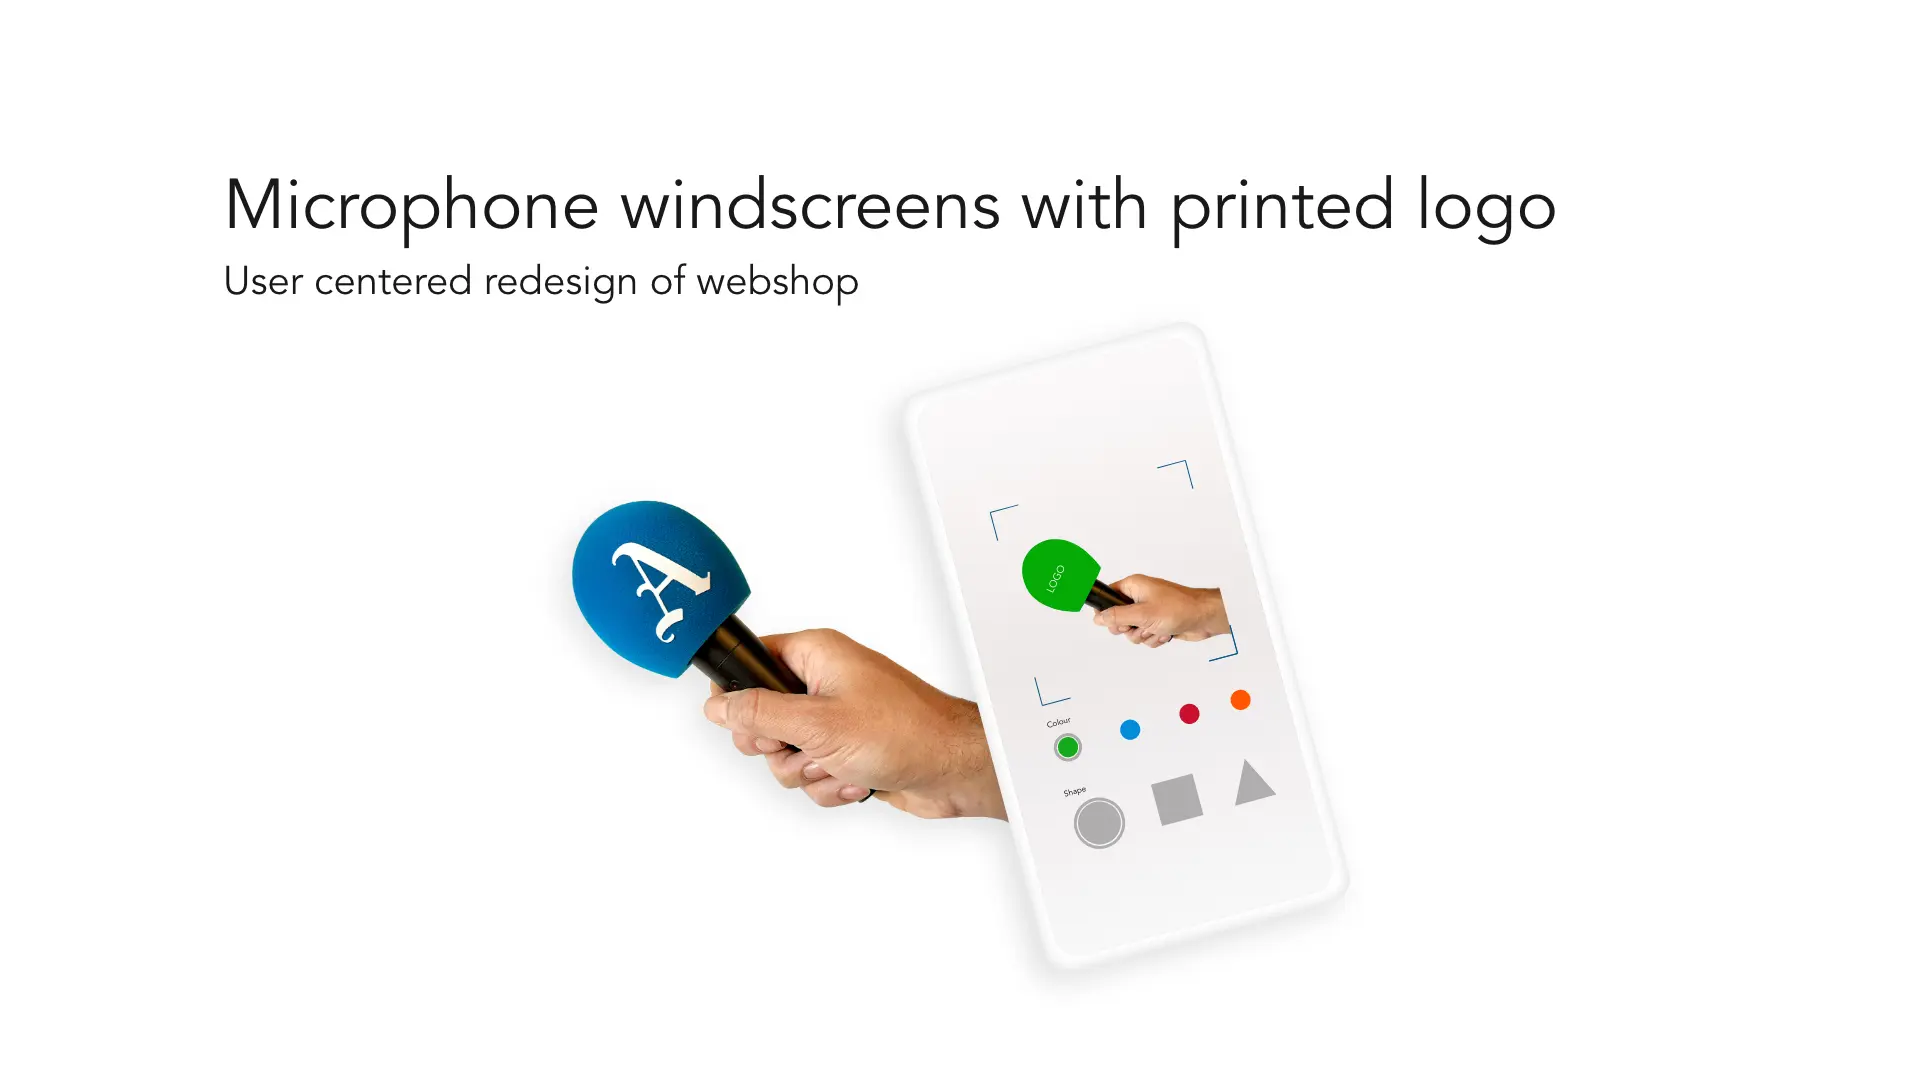 Microphone windscreens with printed logo
User centered redesign of webshop
A
LOGO
Colour
Shape